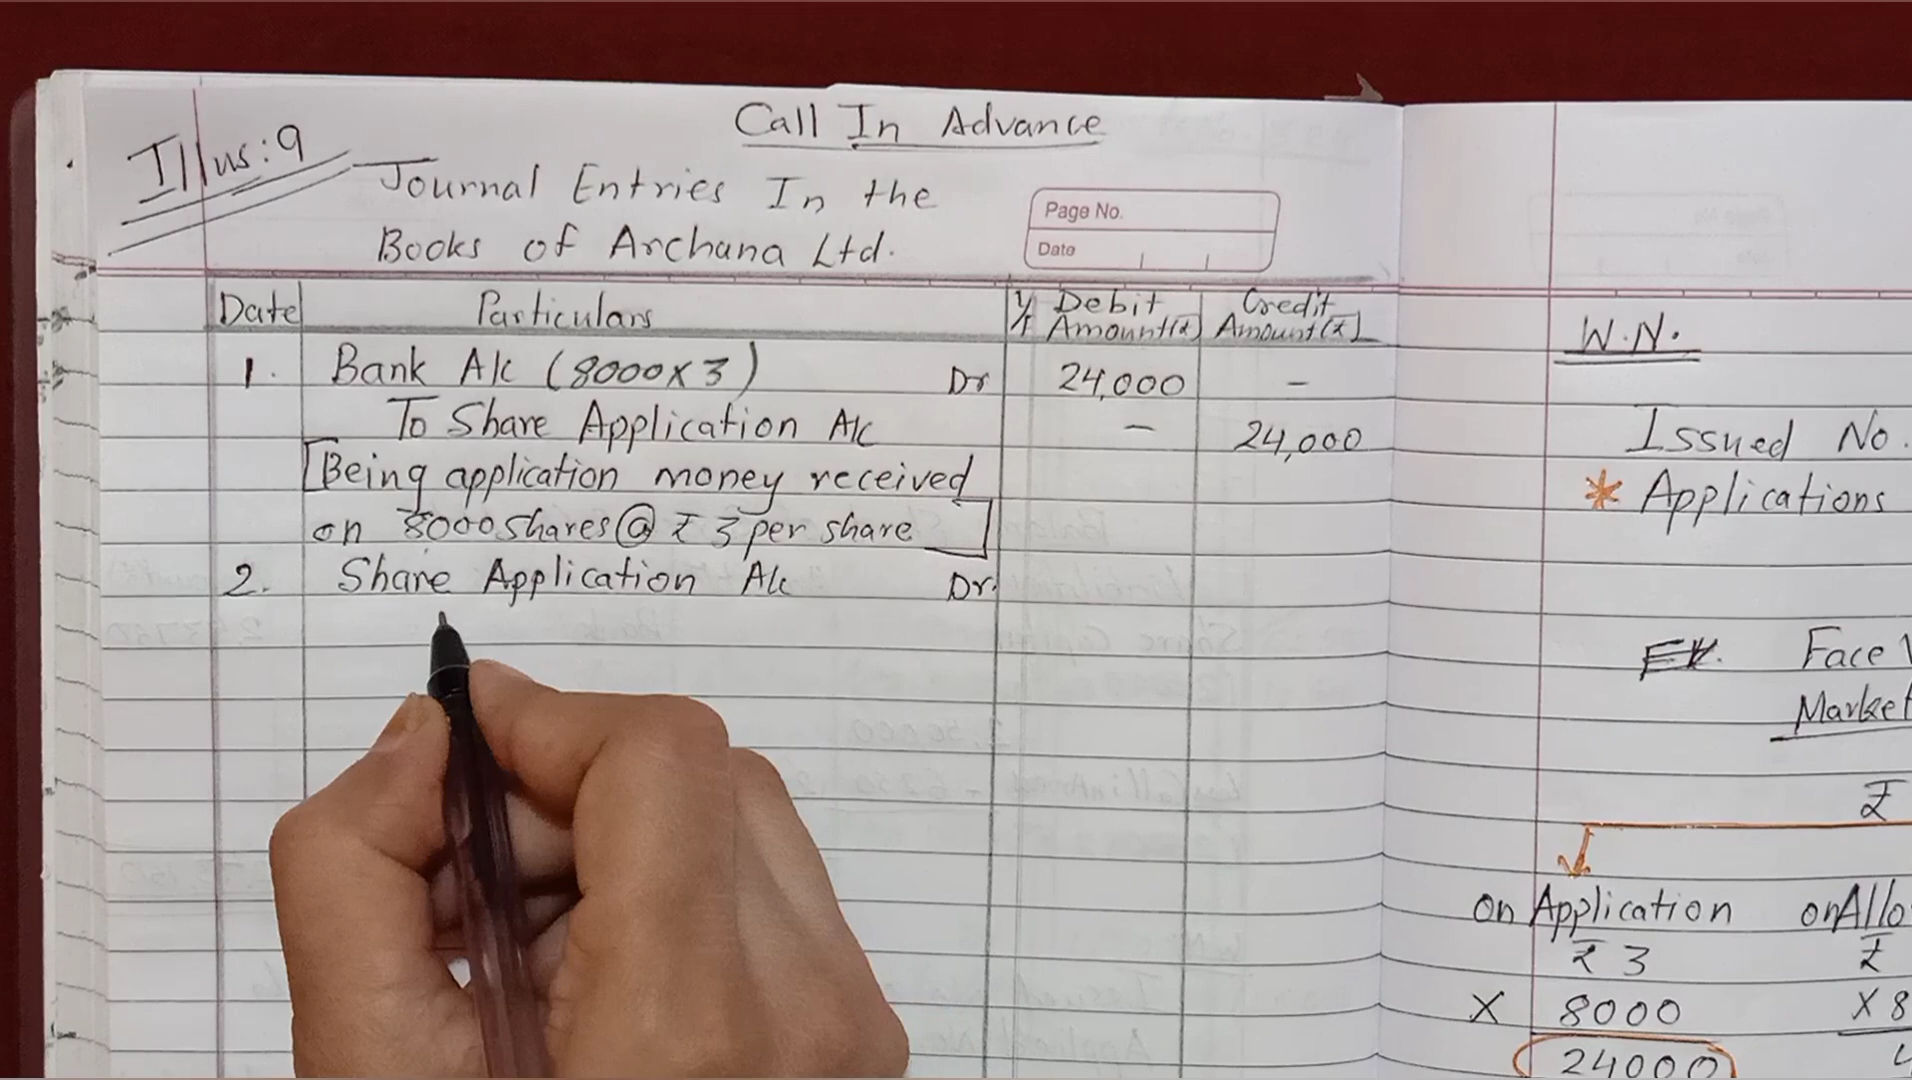 Call In Advance
Illus:9
Journal Entries In the
Books of Archana Ltd.
Page No.
Date
Date Particulars L/F Debit Amount(₹) Credit Amount(₹)
1. Bank A/c (8000x3) Dr 24,000 –
To Share Application A/c – 24,000
[Being application money received
on 8000 shares @ ₹ 3 per share]
2. Share Application A/c Dr.
W.N.
Issued No.
* Applications
F.V. Face V
Market
₹
on Application on Allo
₹ 3 ₹
X 8000 X 8
24000 4